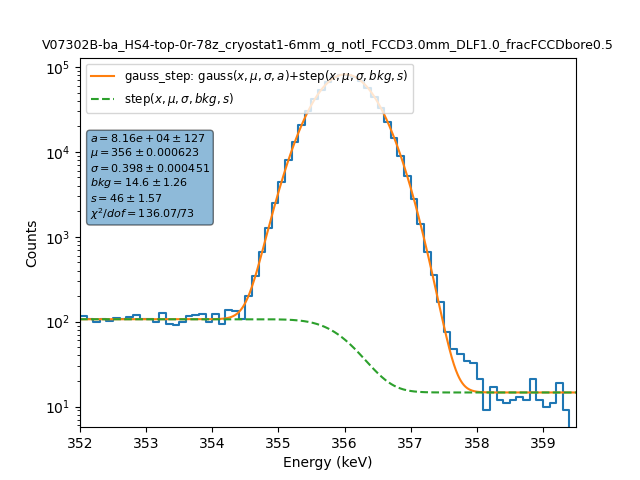 V07302B-ba_HS4-top-0r-78z_cryostat1-6mm_g_notl_FCCD3.0mm_DLF1.0_fracFCCDbore0.5
gauss_step: gauss(x, μ, σ, a)+step(x, μ, σ, bkg, s)
step(x, μ, σ, bkg, s)
a = 8.16e + 04 ± 127
μ = 356 ± 0.000623
σ = 0.398 ± 0.000451
bkg = 14.6 ± 1.26
s = 46 ± 1.57
χ²/dof = 136.07/73
10⁵
10⁴
10³
10²
10¹
Counts
352 353 354 355 356 357 358 359
Energy (keV)